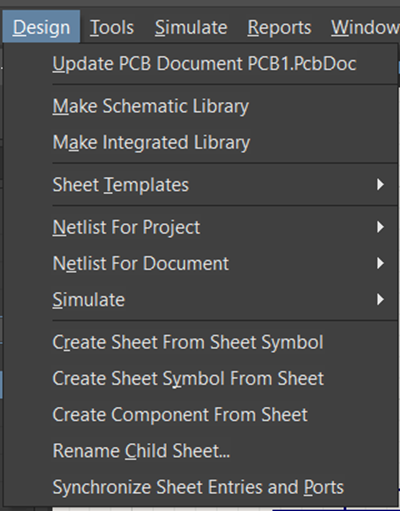 Design Tools Simulate Reports Window
Update PCB Document PCB1.PcbDoc
Make Schematic Library
Make Integrated Library
Sheet Templates
Netlist For Project
Netlist For Document
Simulate
Create Sheet From Sheet Symbol
Create Sheet Symbol From Sheet
Create Component From Sheet
Rename Child Sheet...
Synchronize Sheet Entries and Ports